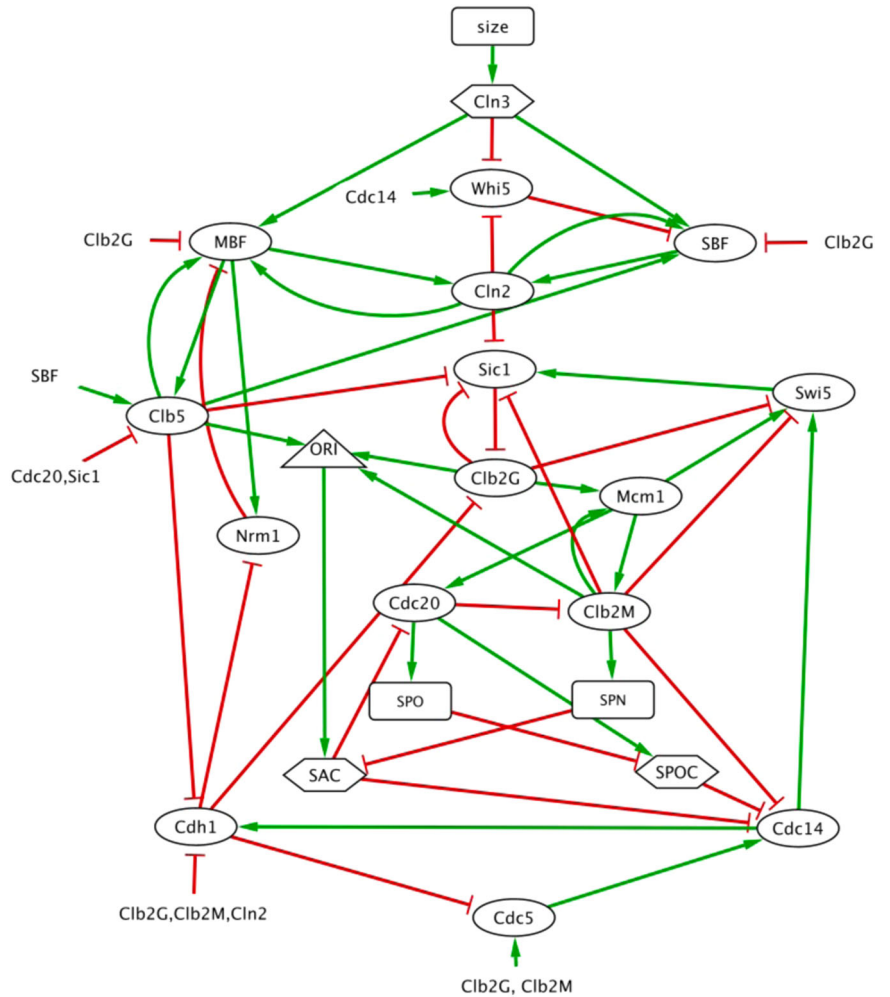 size
Cln3
Cdc14
Whi5
Clb2G
MBF
SBF
Clb2G
Cln2
Sic1
SBF
Swi5
Clb5
ORI
Cdc20,Sic1
Clb2G
Mcm1
Nrm1
Cdc20
Clb2M
SPO
SPN
SAC
SPOC
Cdh1
Cdc14
Clb2G,Clb2M,Cln2
Cdc5
Clb2G, Clb2M